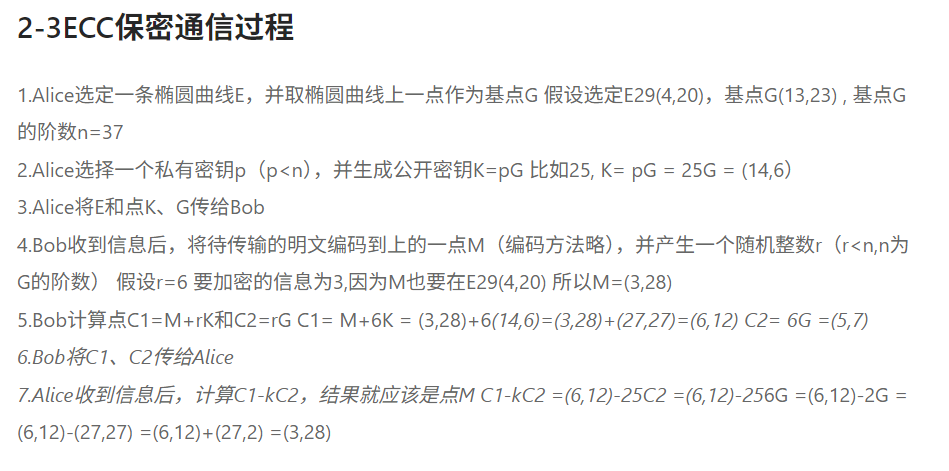 2-3ECC保密通信过程
1.Alice选定一条椭圆曲线E，并取椭圆曲线上一点作为基点G 假设选定E29(4,20)，基点G(13,23) , 基点G
的阶数n=37
2.Alice选择一个私有密钥p（p<n），并生成公开密钥K=pG 比如25, K= pG = 25G = (14,6）
3.Alice将E和点K、G传给Bob
4.Bob收到信息后，将待传输的明文编码到上的一点M（编码方法略），并产生一个随机整数r（r<n,n为
G的阶数） 假设r=6 要加密的信息为3,因为M也要在E29(4,20) 所以M=(3,28)
5.Bob计算点C1=M+rK和C2=rG C1= M+6K = (3,28)+6(14,6)=(3,28)+(27,27)=(6,12) C2= 6G =(5,7)
6.Bob将C1、C2传给Alice
7.Alice收到信息后，计算C1-kC2，结果就应该是点M C1-kC2 =(6,12)-25C2 =(6,12)-256G =(6,12)-2G =
(6,12)-(27,27) =(6,12)+(27,2) =(3,28)